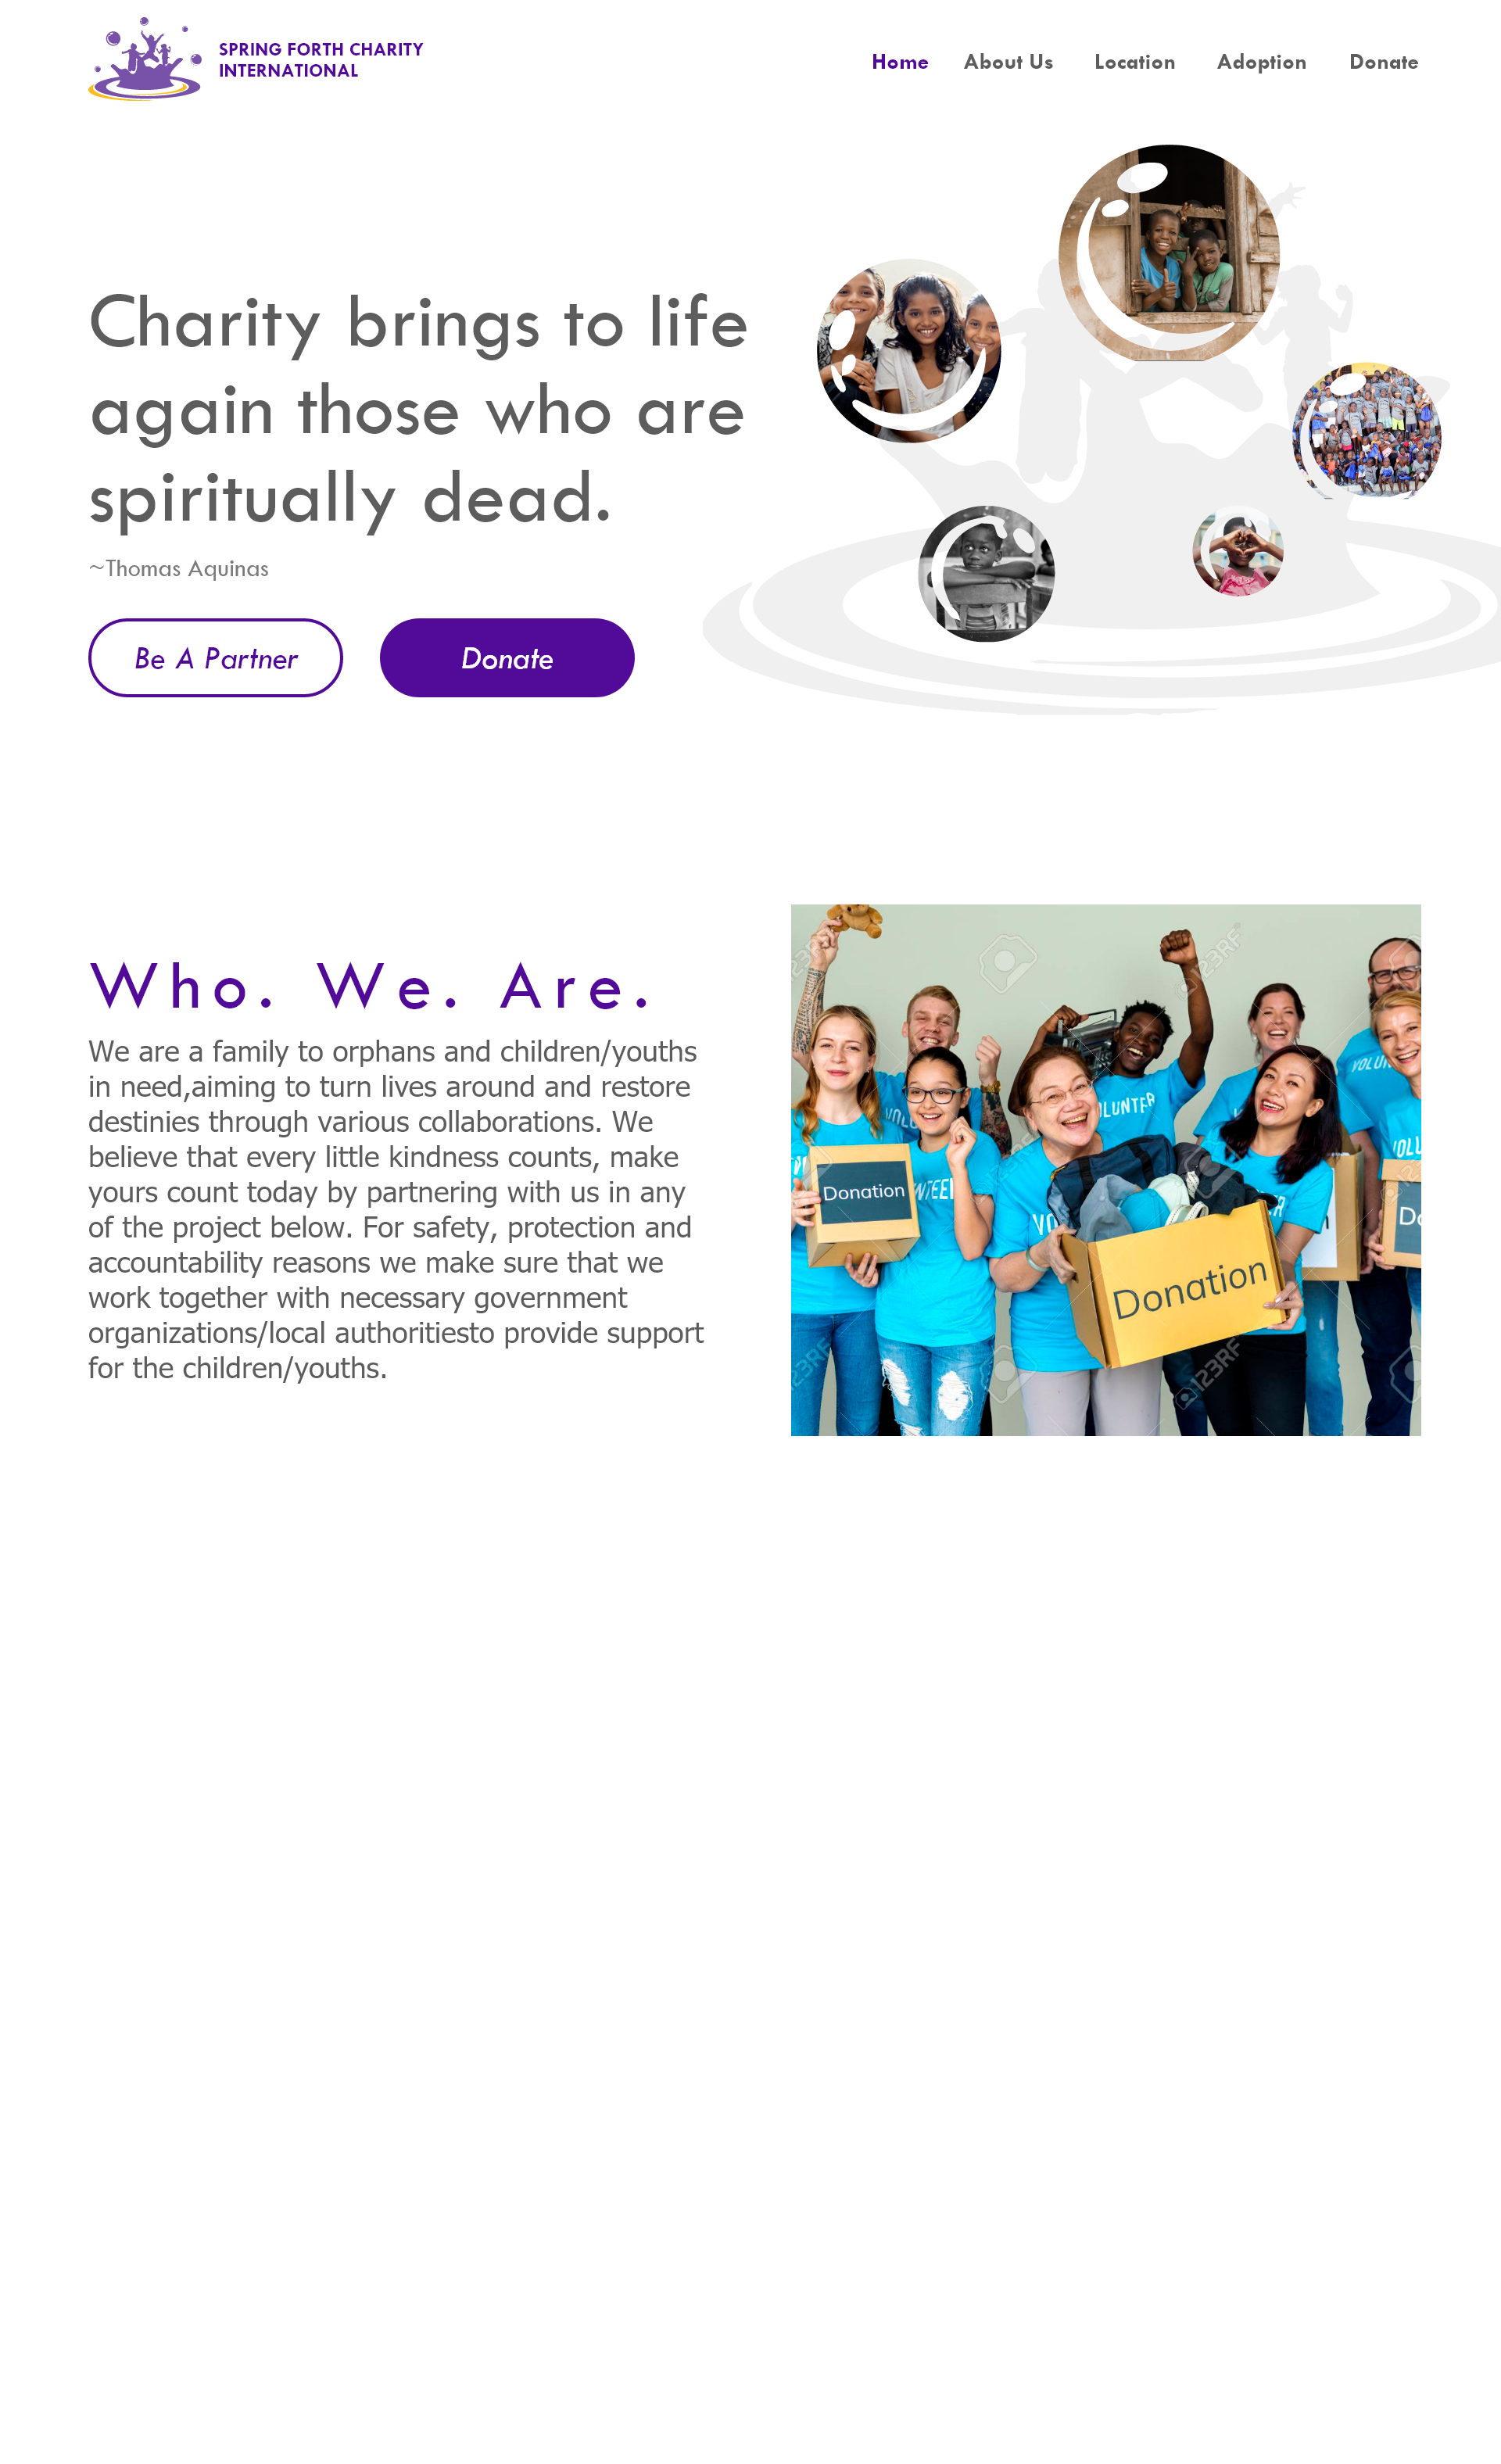 SPRING FORTH CHARITY
INTERNATIONAL
Home About Us Location Adoption Donate
Charity brings to life
again those who are
spiritually dead.
~Thomas Aquinas
Be A Partner Donate
Who. We. Are.
We are a family to orphans and children/youths
in need,aiming to turn lives around and restore
destinies through various collaborations. We
believe that every little kindness counts, make
yours count today by partnering with us in any
of the project below. For safety, protection and
accountability reasons we make sure that we
work together with necessary government
organizations/local authoritiesto provide support
for the children/youths.
123RF
Donation
Donation
123RF